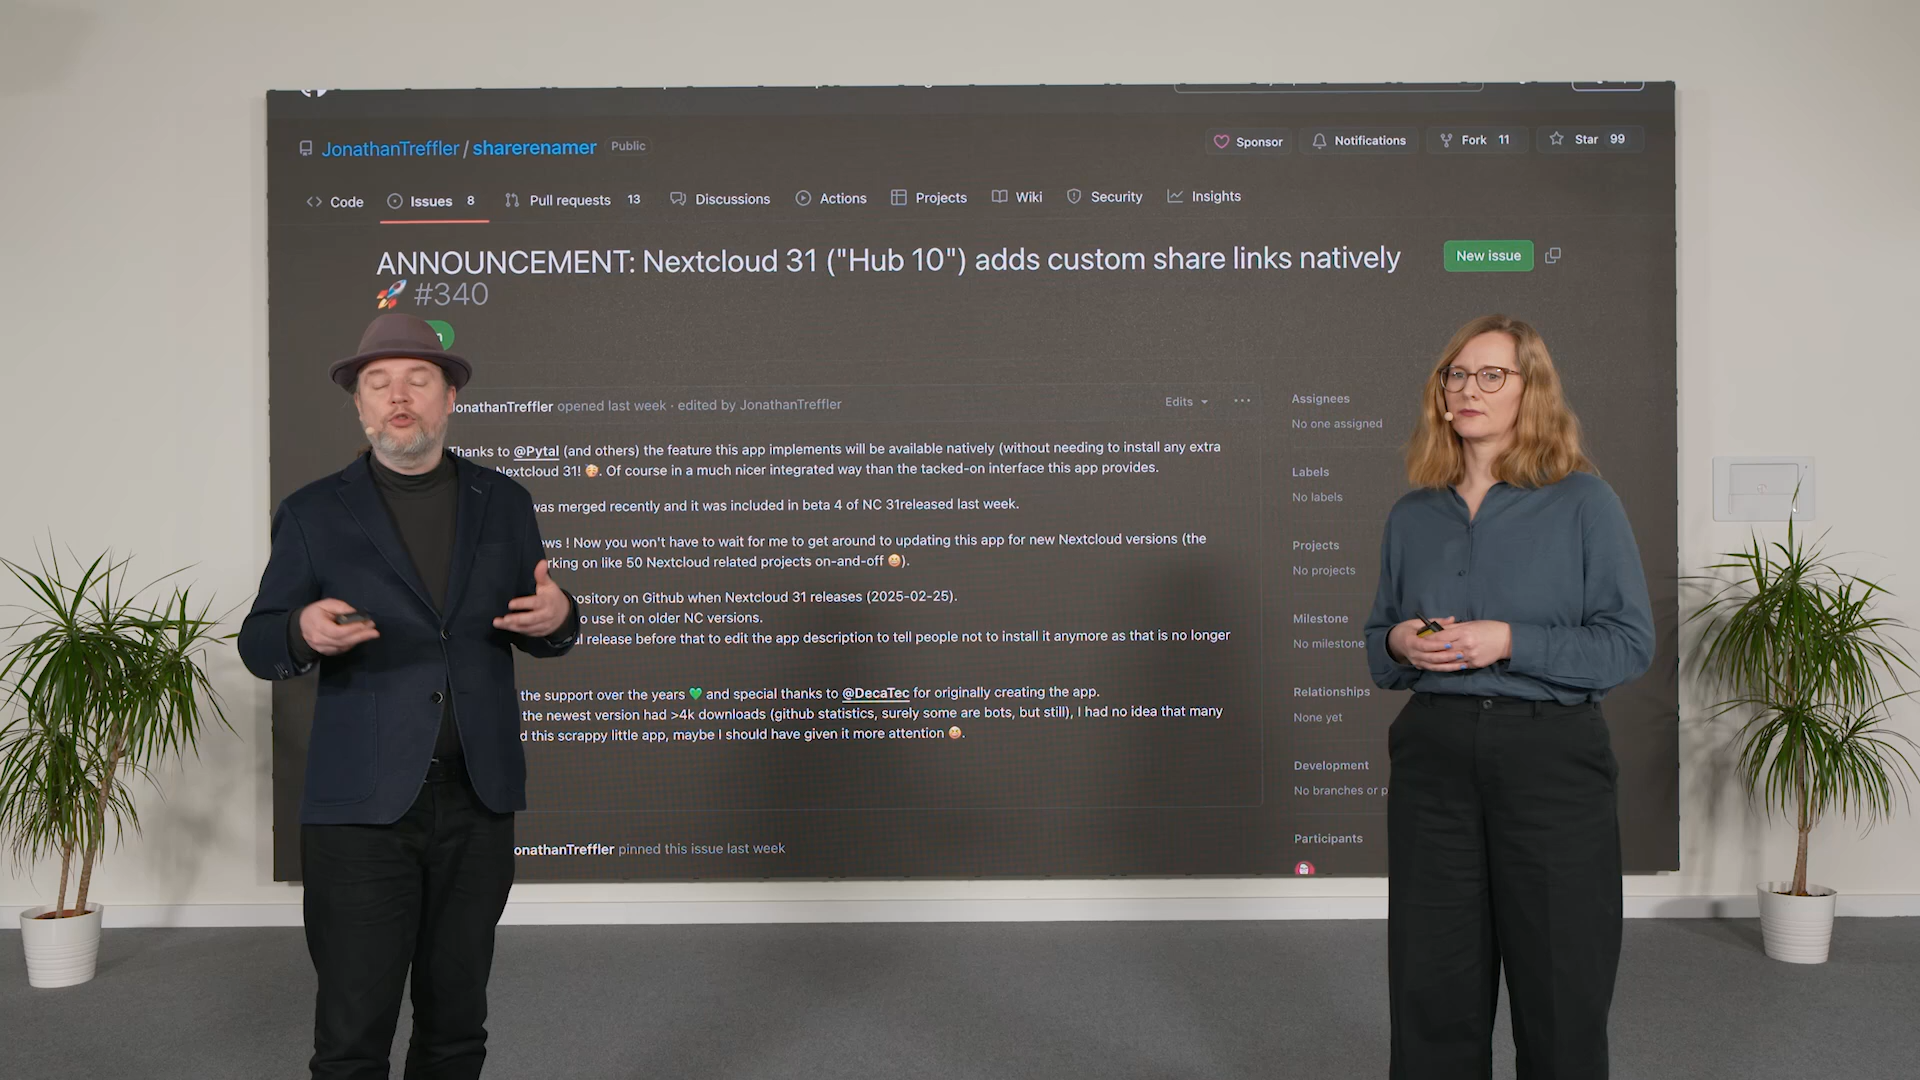 JonathanTreffler / sharerenamer Public
Sponsor Notifications Fork 11 Star 99
Code Issues 8 Pull requests 13 Discussions Actions Projects Wiki Security Insights
ANNOUNCEMENT: Nextcloud 31 ("Hub 10") adds custom share links natively
🚀 #340
New issue
JonathanTreffler opened last week · edited by JonathanTreffler
Edits
Thanks to @Pytal (and others) the feature this app implements will be available natively (without needing to install any extra
Nextcloud 31! 🥳. Of course in a much nicer integrated way than the tacked-on interface this app provides.
was merged recently and it was included in beta 4 of NC 31released last week.
! Now you won't have to wait for me to get around to updating this app for new Nextcloud versions (the
on like 50 Nextcloud related projects on-and-off 😀).
on Github when Nextcloud 31 releases (2025-02-25).
use it on older NC versions.
release before that to edit the app description to tell people not to install it anymore as that is no longer
the support over the years 💚 and special thanks to @DecaTec for originally creating the app.
the newest version had >4k downloads (github statistics, surely some are bots, but still), I had no idea that many
this scrappy little app, maybe I should have given it more attention 😀.
JonathanTreffler pinned this issue last week
Assignees
No one assigned
Labels
No labels
Projects
No projects
Milestone
No milestone
Relationships
None yet
Development
No branches or
Participants